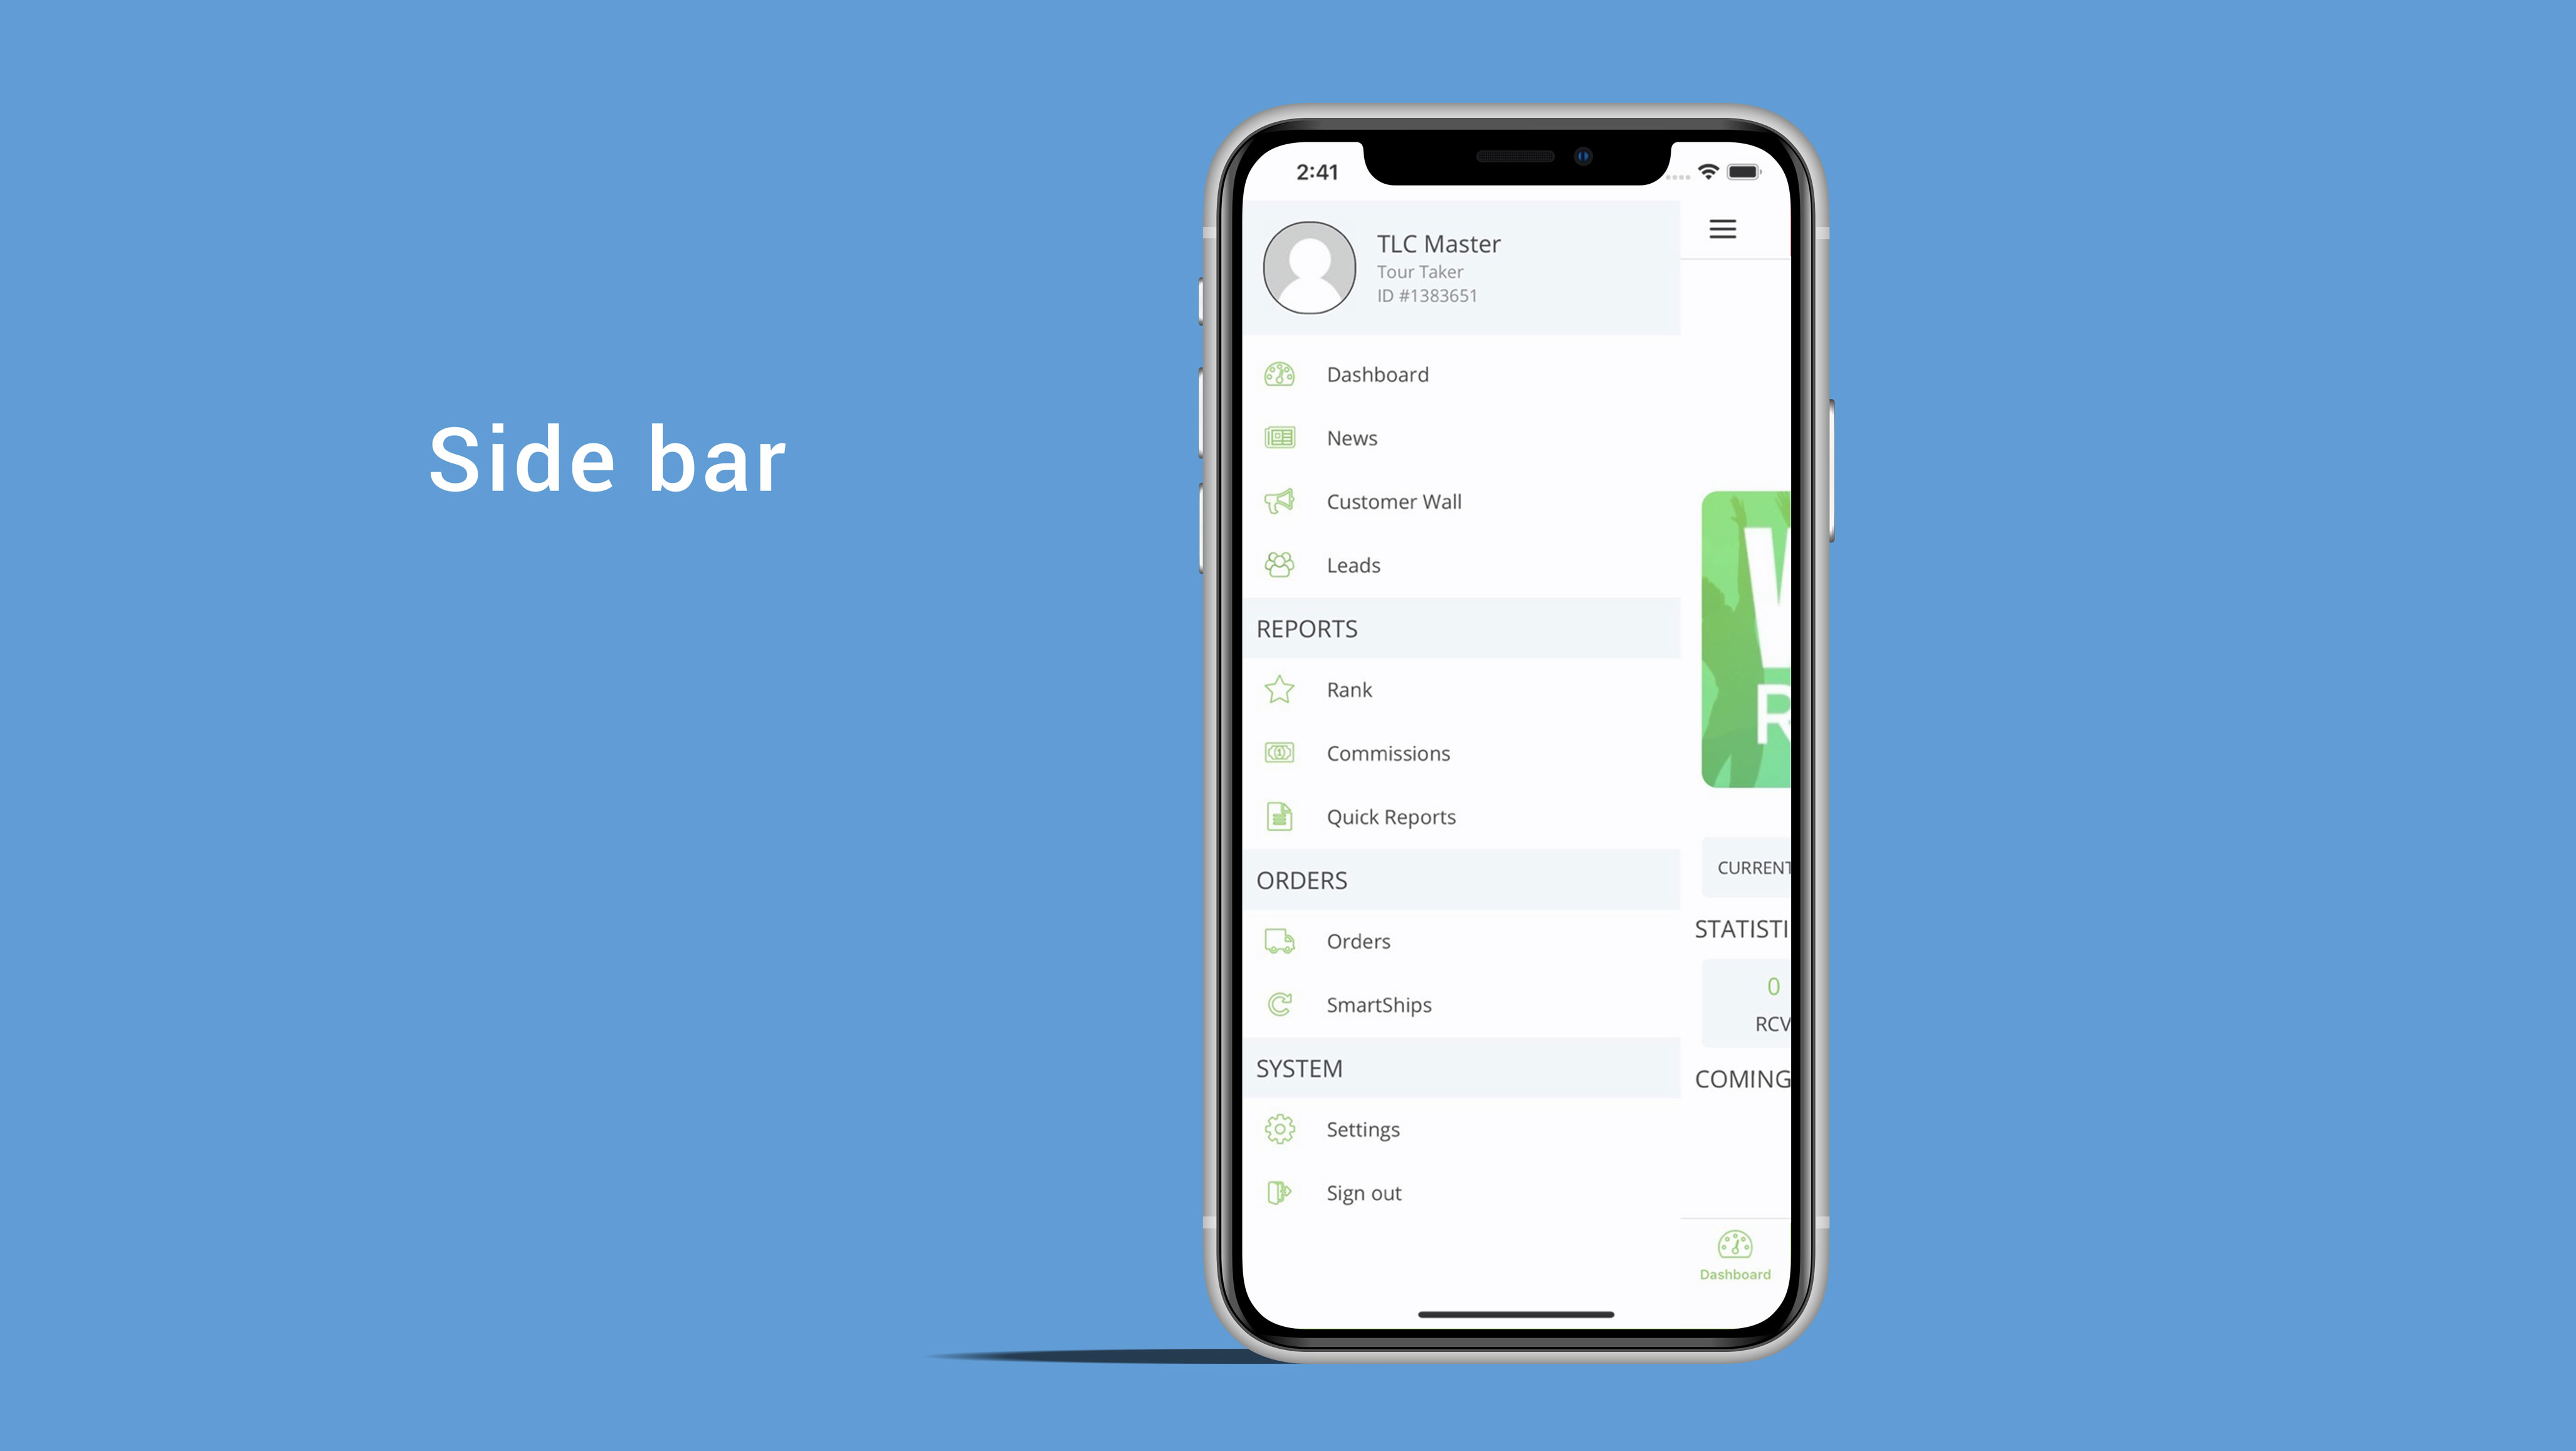 Side bar
2:41
TLC Master
Tour Taker
ID #1383651
Dashboard
News
Customer Wall
Leads
REPORTS
Rank
Commissions
Quick Reports
ORDERS
Orders
SmartShips
SYSTEM
Settings
Sign out
W
R
CURRENT
STATISTI
0
RCV
COMING
Dashboard